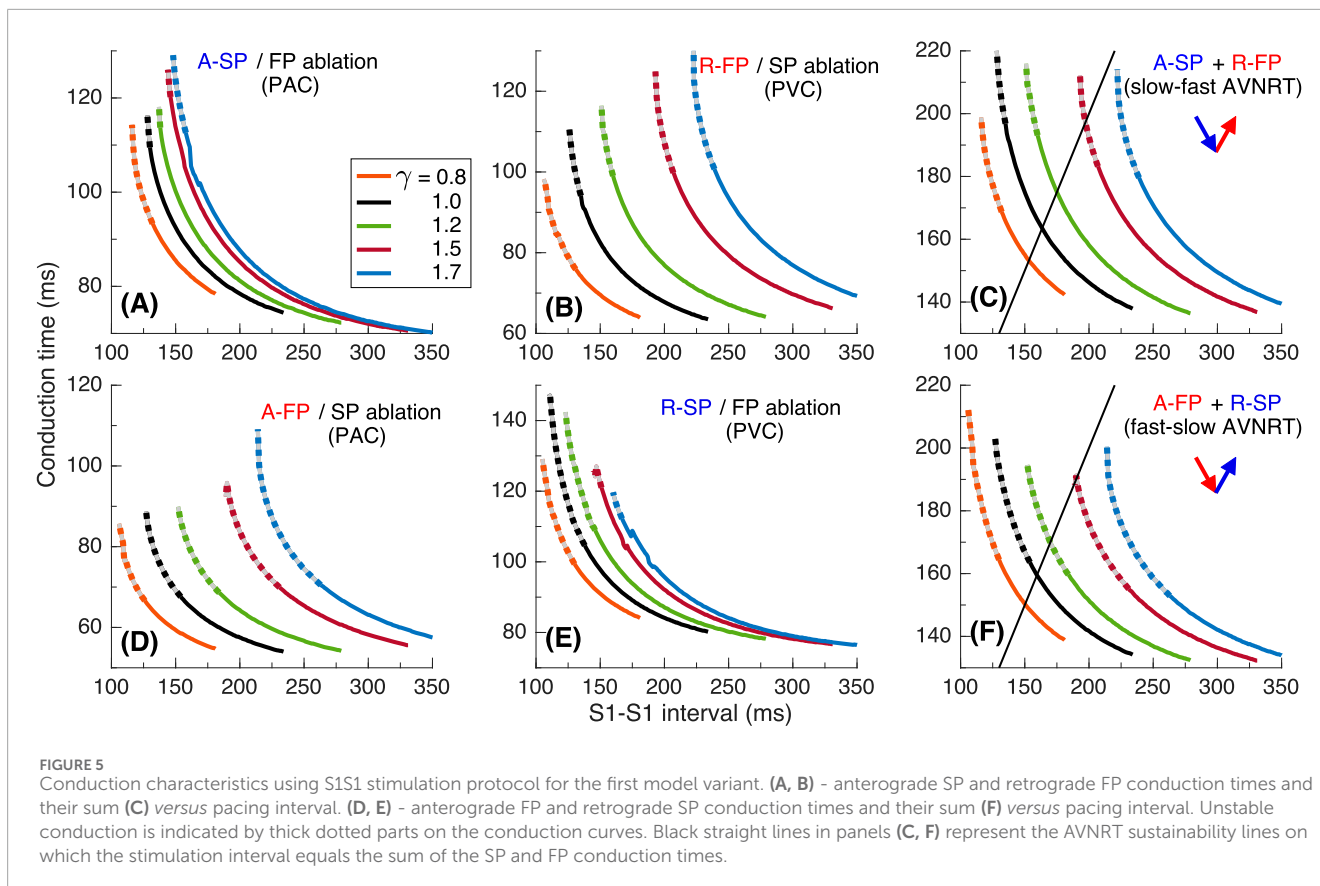 A-SP / FP ablation
(PAC)
120
100
80
(A)
γ = 0.8
1.0
1.2
1.5
1.7
100 150 200 250 300 350
R-FP / SP ablation
(PVC)
120
100
80
60
(B)
100 150 200 250 300 350
A-SP + R-FP
(slow-fast AVNRT)
220
200
180
160
140
(C)
100 150 200 250 300 350
Conduction time (ms)
A-FP / SP ablation
(PAC)
120
100
80
60
(D)
100 150 200 250 300 350
R-SP / FP ablation
(PVC)
140
120
100
80
(E)
100 150 200 250 300 350
A-FP + R-SP
(fast-slow AVNRT)
220
200
180
160
140
(F)
100 150 200 250 300 350
S1-S1 interval (ms)
FIGURE 5
Conduction characteristics using S1S1 stimulation protocol for the first model variant. (A, B) - anterograde SP and retrograde FP conduction times and
their sum (C) versus pacing interval. (D, E) - anterograde FP and retrograde SP conduction times and their sum (F) versus pacing interval. Unstable
conduction is indicated by thick dotted parts on the conduction curves. Black straight lines in panels (C, F) represent the AVNRT sustainability lines on
which the stimulation interval equals the sum of the SP and FP conduction times.